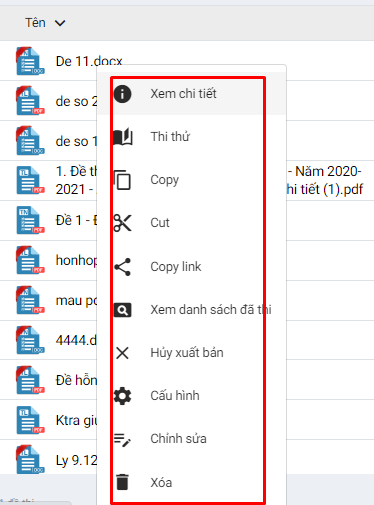 Tên
De 11.docx
de so 2
de so 1
1. Đề th - Năm 2020-
2021 - hi tiết (1).pdf
Đề 1 - Đ
honhop
mau po
4444.d
Đề hỗn
Ktra giu
Ly 9.12
Xem chi tiết
Thi thử
Copy
Cut
Copy link
Xem danh sách đã thi
Hủy xuất bản
Cấu hình
Chỉnh sửa
Xóa